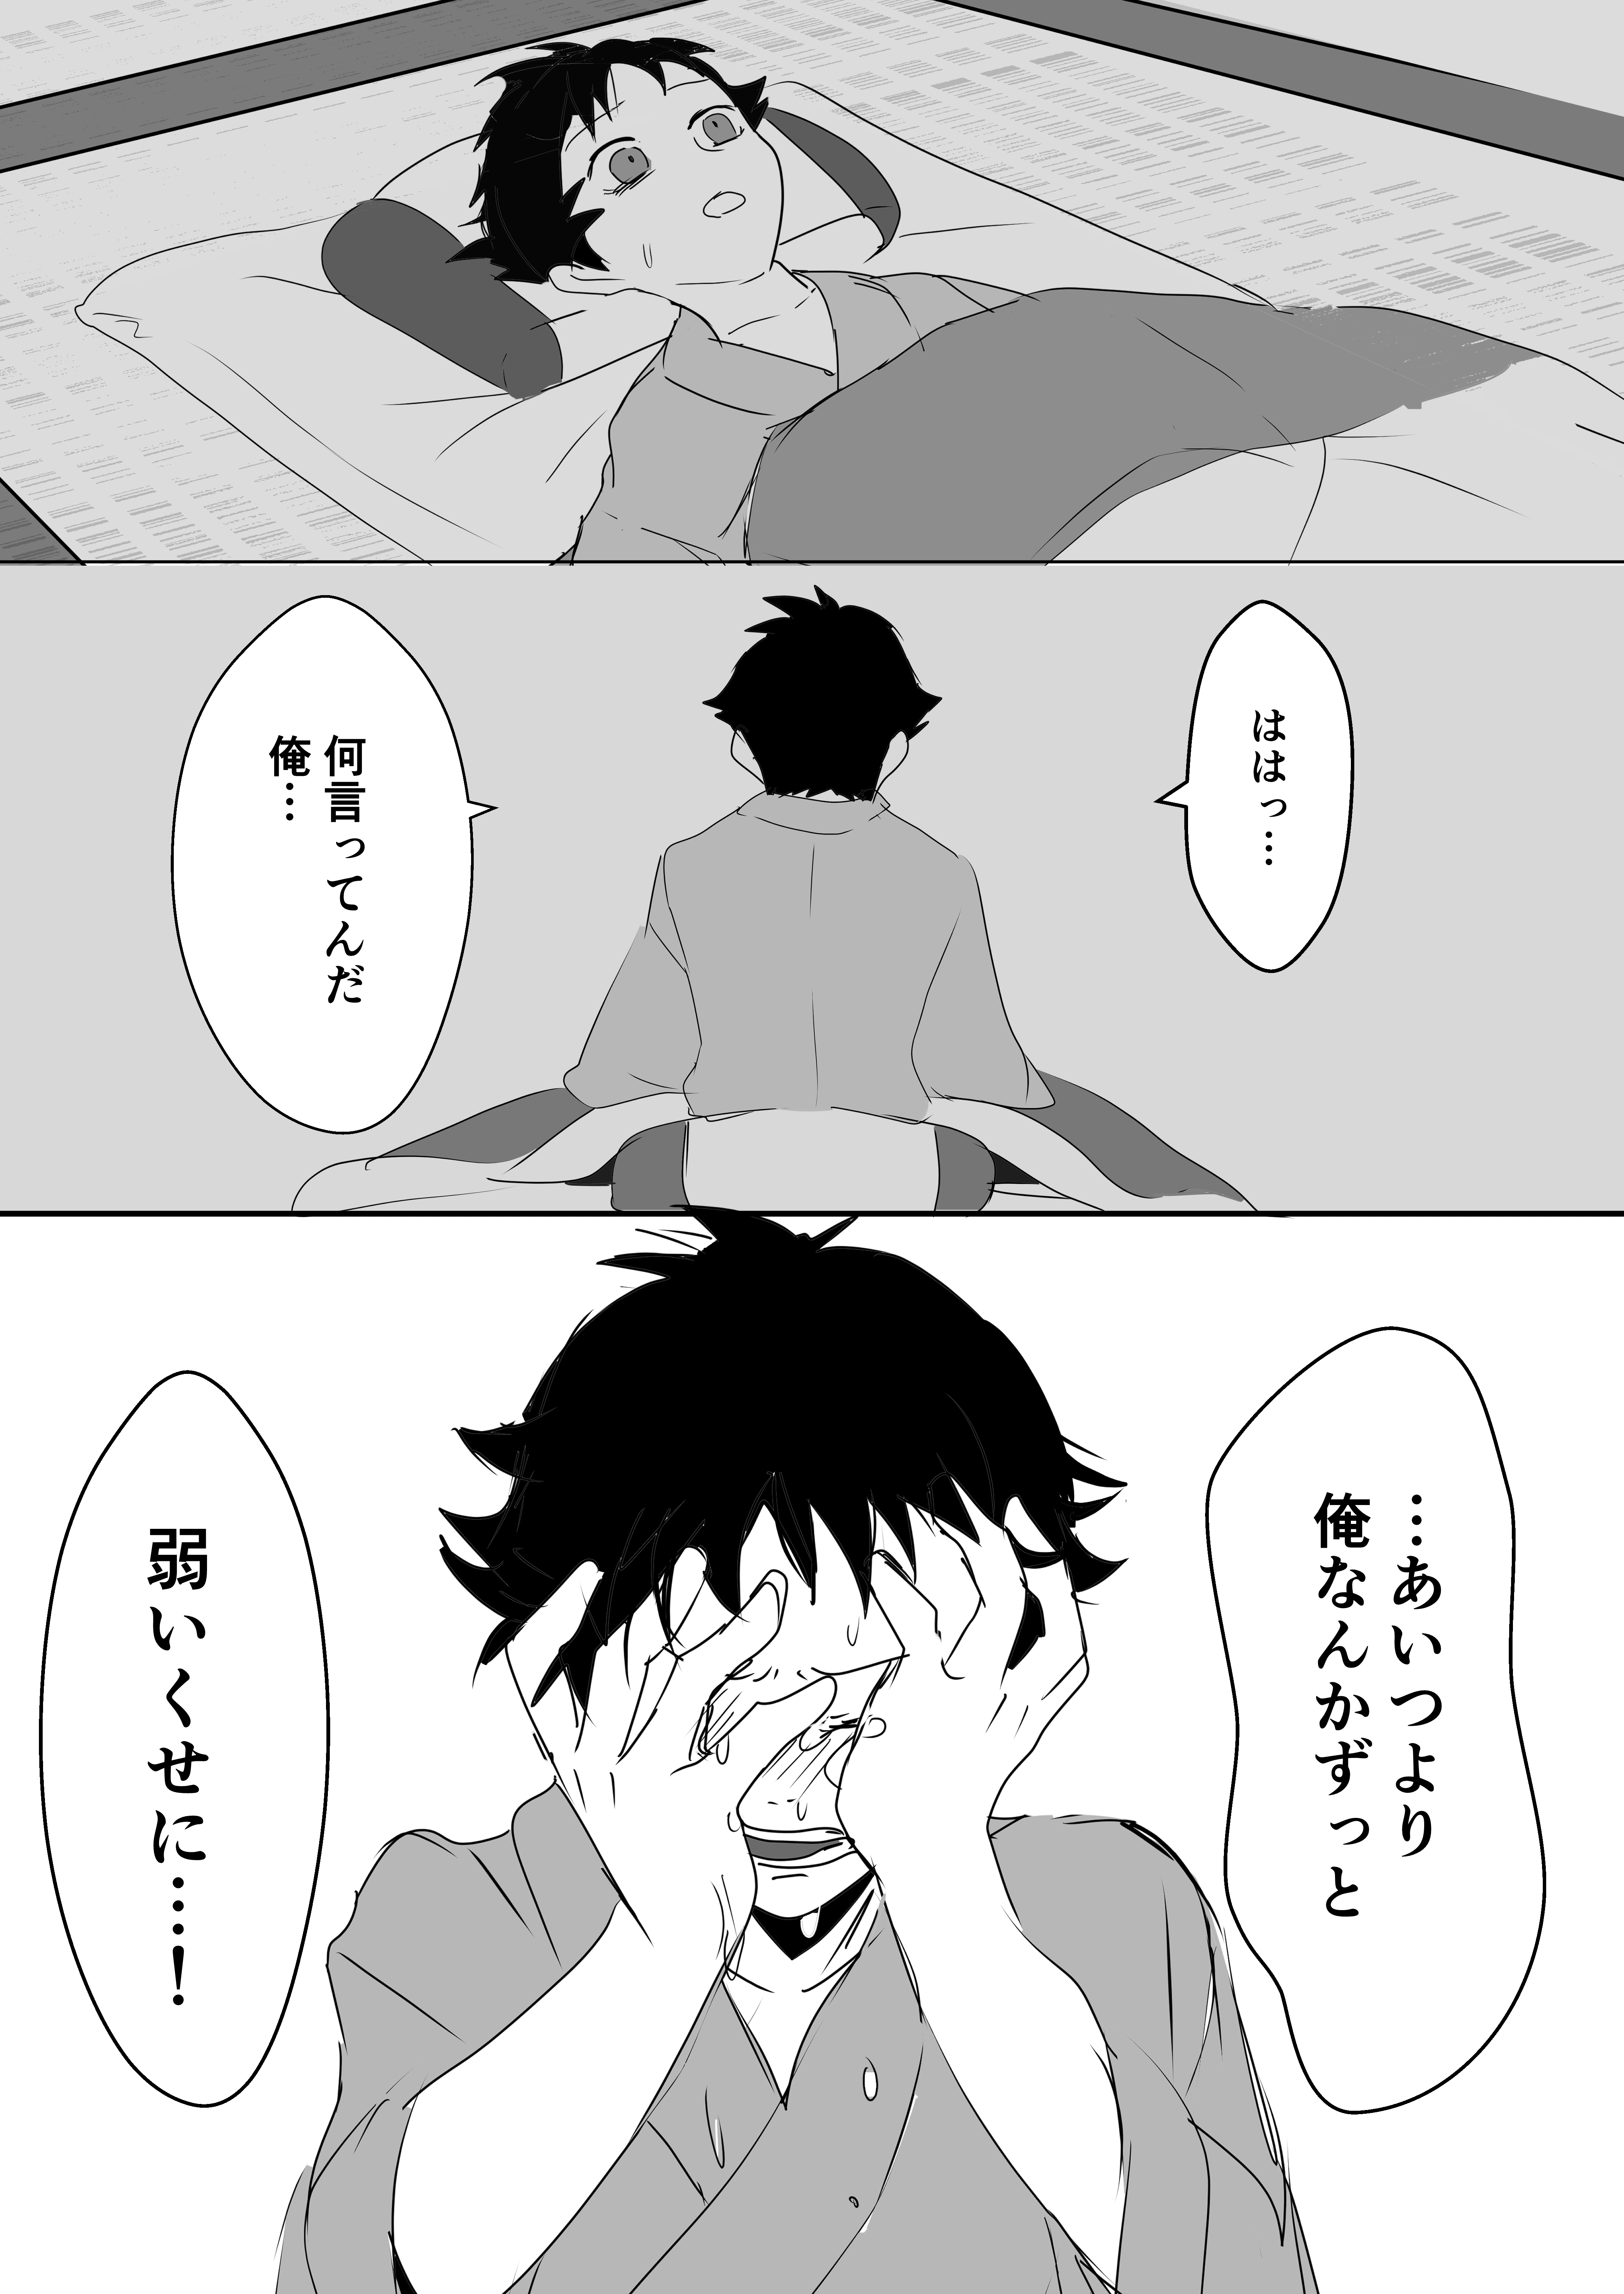 ははっ…
何言ってんだ
俺…
…あいつより
俺なんかずっと
弱いくせに……!